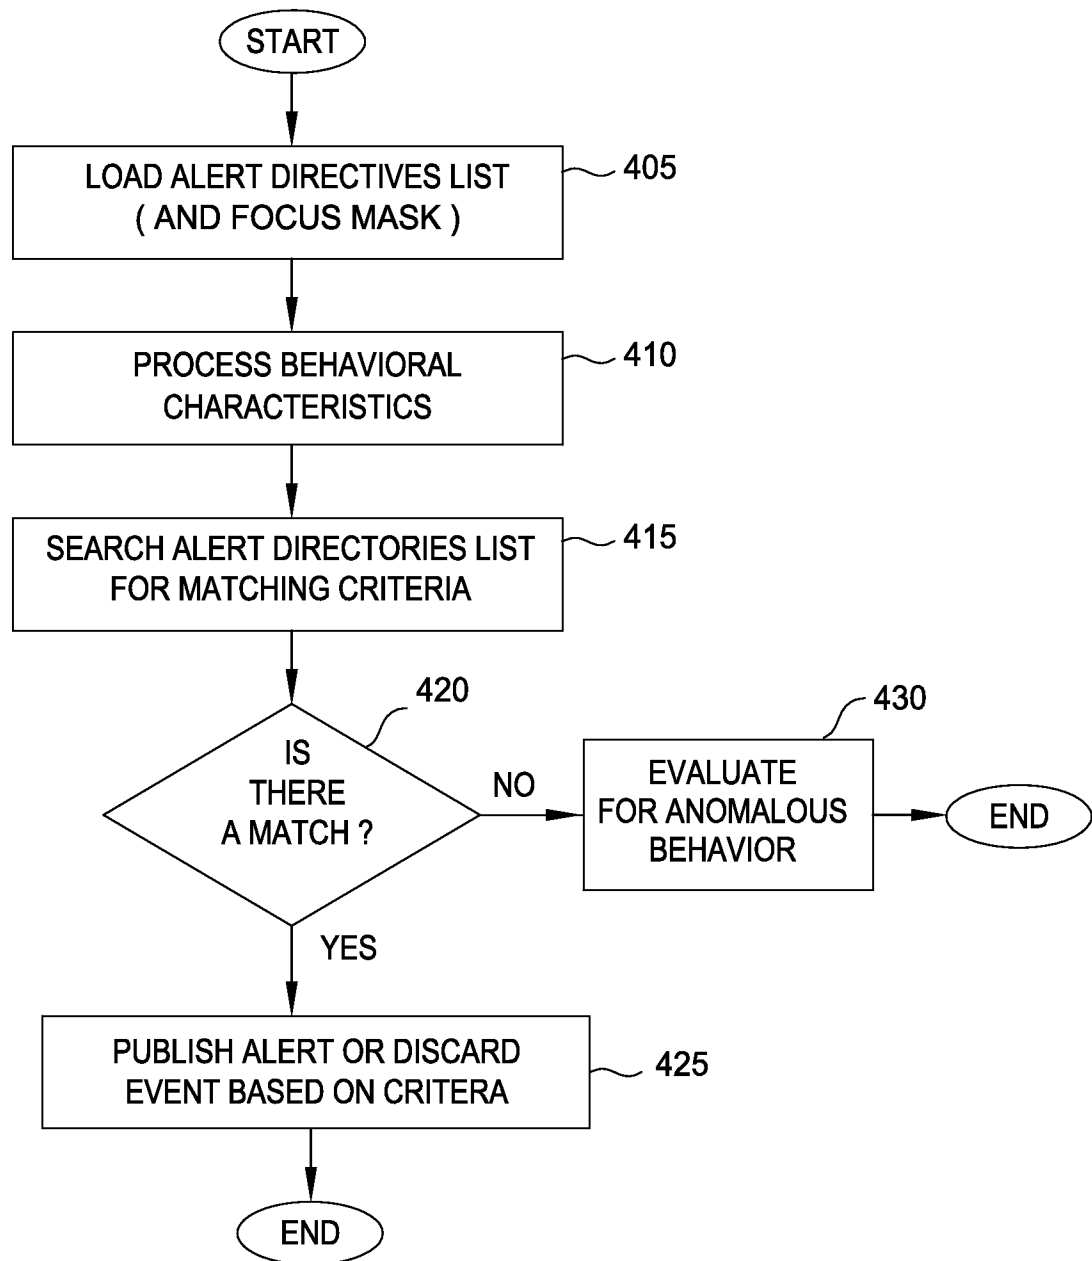 START
LOAD ALERT DIRECTIVES LIST
( AND FOCUS MASK )
405
PROCESS BEHAVIORAL
CHARACTERISTICS
410
SEARCH ALERT DIRECTORIES LIST
FOR MATCHING CRITERIA
415
IS
THERE
A MATCH ?
420
NO
EVALUATE
FOR ANOMALOUS
BEHAVIOR
430
END
YES
PUBLISH ALERT OR DISCARD
EVENT BASED ON CRITERA
425
END